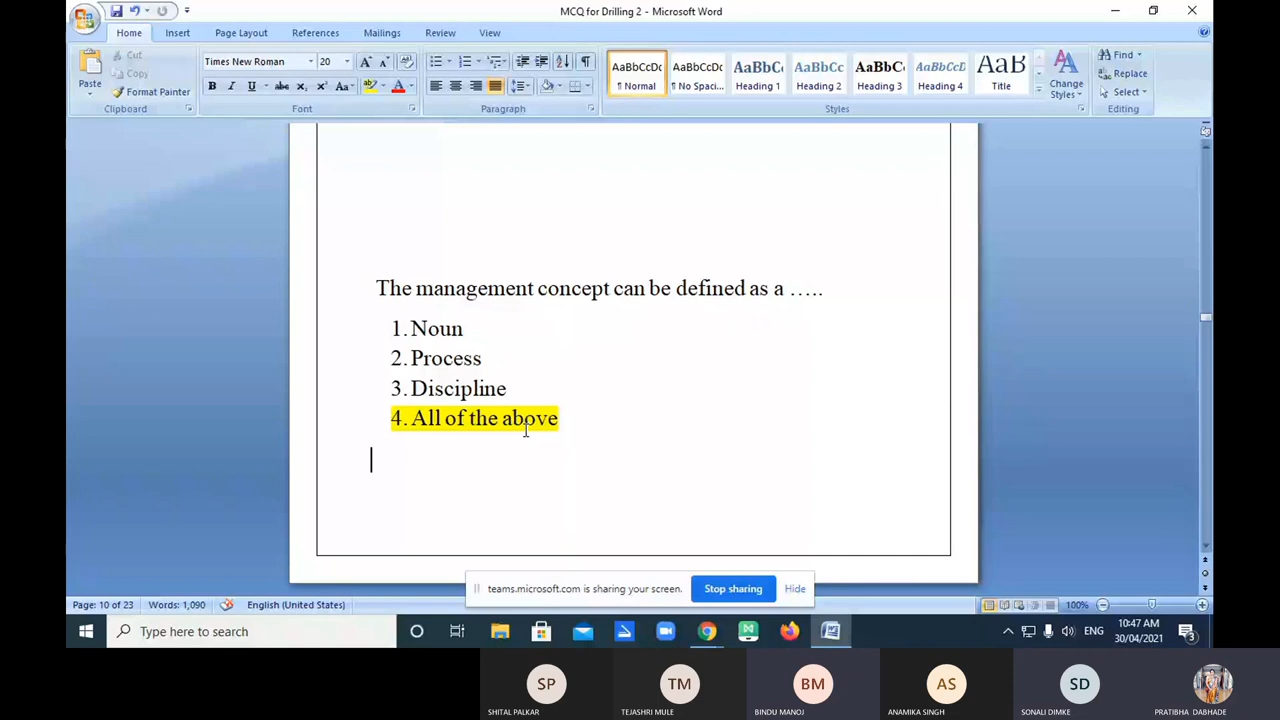 MCQ for Drilling 2 - Microsoft Word
Home Insert Page Layout References Mailings Review View
Paste
Cut
Copy
Format Painter
Clipboard
Times New Roman 20
B I U abc x₂ x² Aa
Font
Paragraph
AaBbCcDc AaBbCcDc AaBbC AaBbCc AaBbCc AaBbCcD AaB
¶ Normal ¶ No Spaci... Heading 1 Heading 2 Heading 3 Heading 4 Title
Change Styles
Styles
Find
Replace
Select
Editing
The management concept can be defined as a …..
1. Noun
2. Process
3. Discipline
4. All of the above
teams.microsoft.com is sharing your screen. Stop sharing Hide
Page: 10 of 23 Words: 1,090 English (United States) 100%
Type here to search
ENG
10:47 AM
30/04/2021
3
SP TM BM AS SD
SHITAL PALKAR TEJASHRI MULE BINDU MANOJ ANAMIKA SINGH SONALI DIMKE PRATIBHA DABHADE